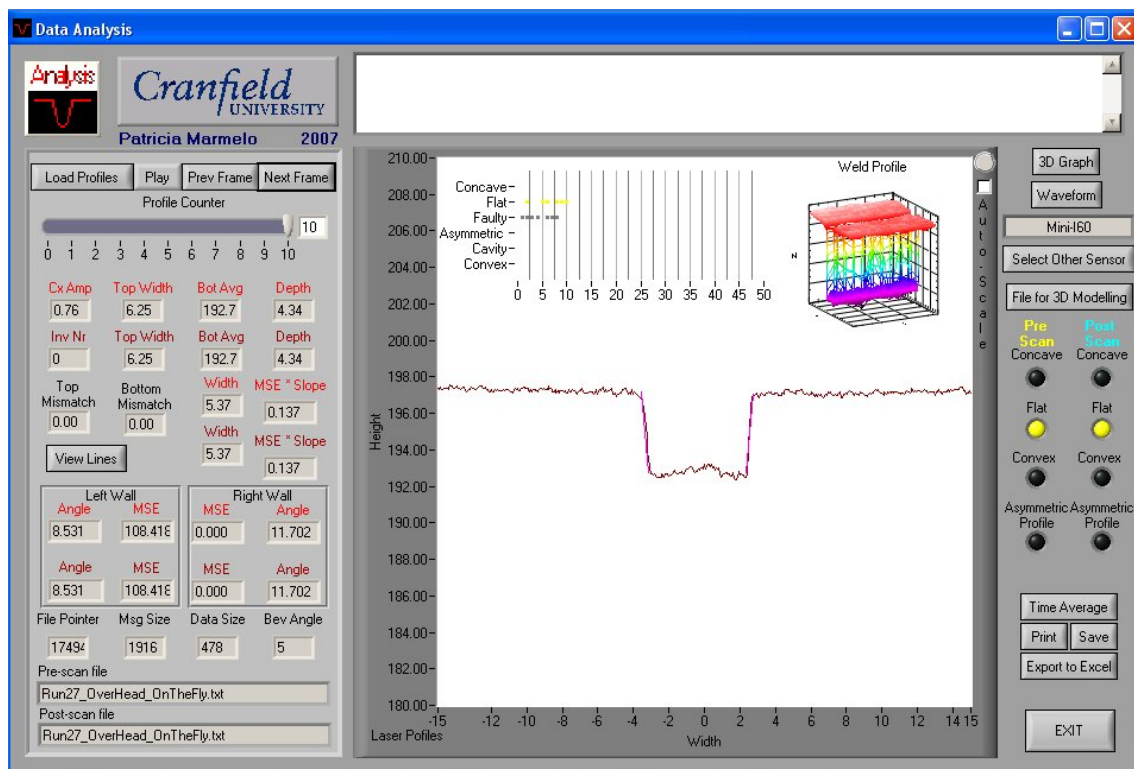 Data Analysis
Analysis
Cranfield
UNIVERSITY
Patricia Marmelo 2007
Load Profiles Play Prev Frame Next Frame
Profile Counter
10
0 1 2 3 4 5 6 7 8 9 10
Cx Amp Top Width Bot Avg Depth
0.76 6.25 192.7 4.34
Inv Nr Top Width Bot Avg Depth
0 6.25 192.7 4.34
Top Mismatch Bottom Mismatch Width MSE * Slope
0.00 0.00 5.37 0.137
Width MSE * Slope
5.37 0.137
View Lines
Left Wall Right Wall
Angle MSE MSE Angle
8.531 108.418 0.000 11.702
Angle MSE MSE Angle
8.531 108.418 0.000 11.702
File Pointer Msg Size Data Size Bev Angle
17494 1916 478 5
Pre-scan file
Run27_OverHead_OnTheFly.txt
Post-scan file
Run27_OverHead_OnTheFly.txt
210.00
208.00
206.00
204.00
202.00
200.00
198.00
196.00
194.00
192.00
190.00
188.00
186.00
184.00
182.00
180.00
Height
-15 -12 -10 -8 -6 -4 -2 0 2 4 6 8 10 12 14 15
Laser Pofiles
Width
Concave
Flat
Faulty
Asymmetric
Cavity
Convex
0 5 10 15 20 25 30 35 40 45 50
Weld Profile
Z
Auto-Scale
3D Graph
Waveform
Mini-I60
Select Other Sensor
File for 3D Modelling
Pre Scan Post Scan
Concave Concave
Flat Flat
Convex Convex
Asymmetric Profile Asymmetric Profile
Time Average
Print Save
Export to Excel
EXIT